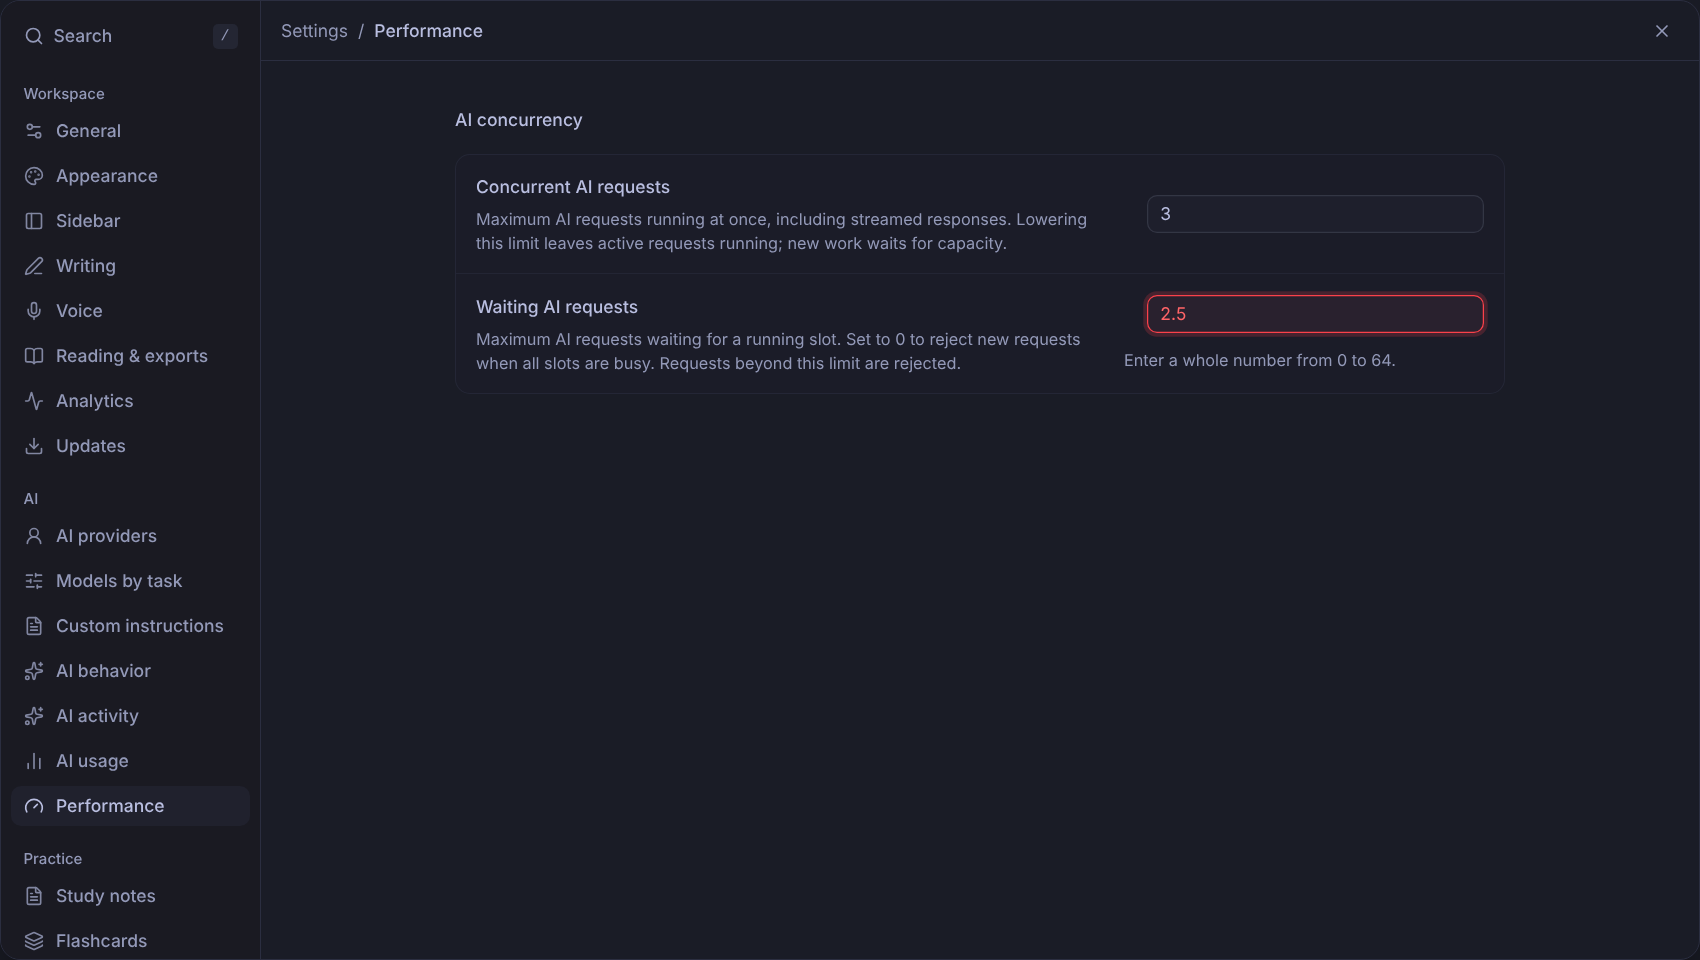 Search
/
Workspace
General
Appearance
Sidebar
Writing
Voice
Reading & exports
Analytics
Updates
AI
AI providers
Models by task
Custom instructions
AI behavior
AI activity
AI usage
Performance
Practice
Study notes
Flashcards
Settings / Performance
AI concurrency
Concurrent AI requests
Maximum AI requests running at once, including streamed responses. Lowering
this limit leaves active requests running; new work waits for capacity.
3
Waiting AI requests
Maximum AI requests waiting for a running slot. Set to 0 to reject new requests
when all slots are busy. Requests beyond this limit are rejected.
2.5
Enter a whole number from 0 to 64.